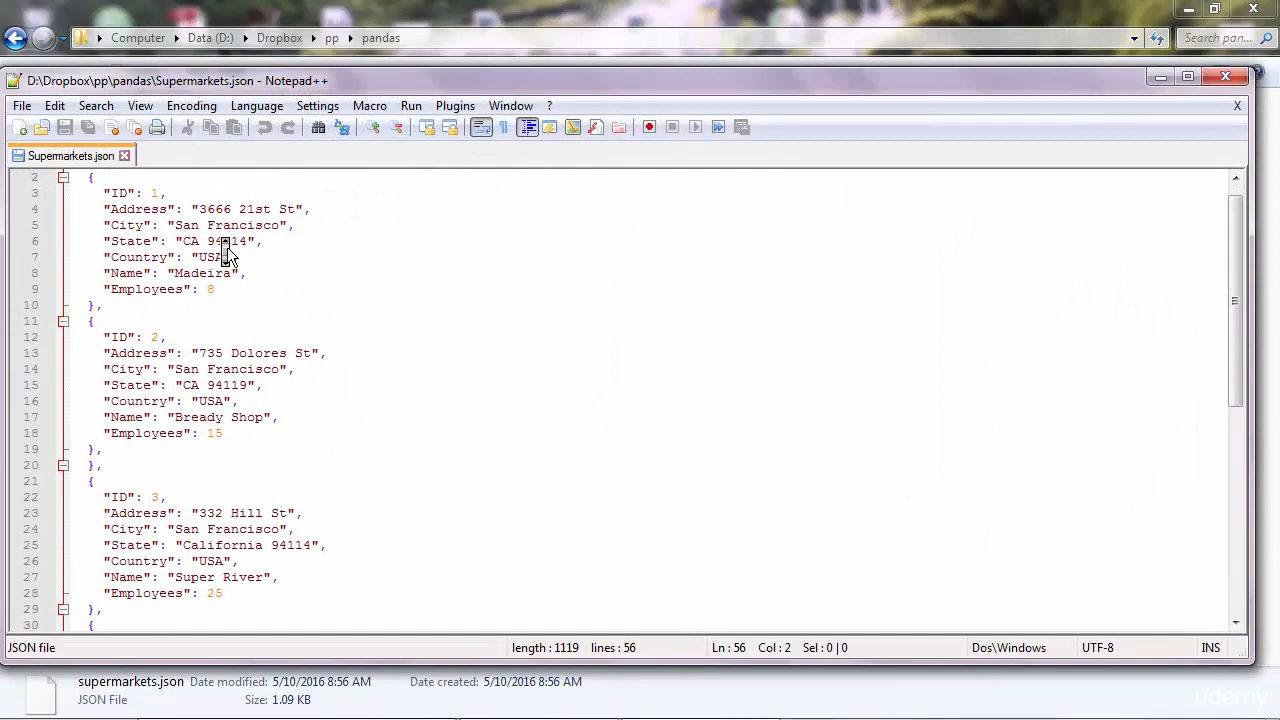 Computer
Data (D:)
Dropbox
pp
pandas
Search pan...
D:\Dropbox\pp\pandas\Supermarkets.json - Notepad++
File Edit Search View Encoding Language Settings Macro Run Plugins Window ? X
Supermarkets.json
2 {
3 "ID": 1,
4 "Address": "3666 21st St",
5 "City": "San Francisco",
6 "State": "CA 94114",
7 "Country": "USA",
8 "Name": "Madeira",
9 "Employees": 8
10 },
11 {
12 "ID": 2,
13 "Address": "735 Dolores St",
14 "City": "San Francisco",
15 "State": "CA 94119",
16 "Country": "USA",
17 "Name": "Bready Shop",
18 "Employees": 15
19 },
20 },
21 {
22 "ID": 3,
23 "Address": "332 Hill St",
24 "City": "San Francisco",
25 "State": "California 94114",
26 "Country": "USA",
27 "Name": "Super River",
28 "Employees": 25
29 },
30 {
JSON file length : 1119 lines : 56 Ln : 56 Col : 2 Sel : 0 | 0 Dos\Windows UTF-8 INS
supermarkets.json Date modified: 5/10/2016 8:56 AM Date created: 5/10/2016 8:56 AM
JSON File Size: 1.09 KB
udemy